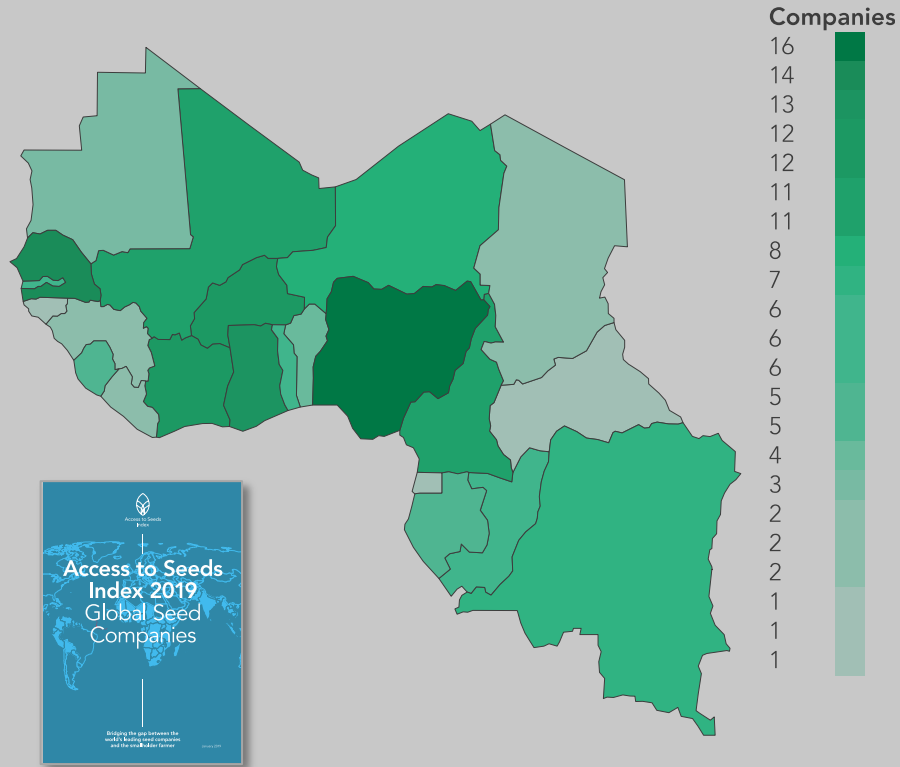 Companies
16
14
13
12
12
11
11
8
7
6
6
6
5
5
4
3
2
2
2
1
1
1
Access to Seeds
Index
Access to Seeds
Index 2019
Global Seed
Companies
Bridging the gap between the
world's leading seed companies
and the smallholder farmer
January 2019